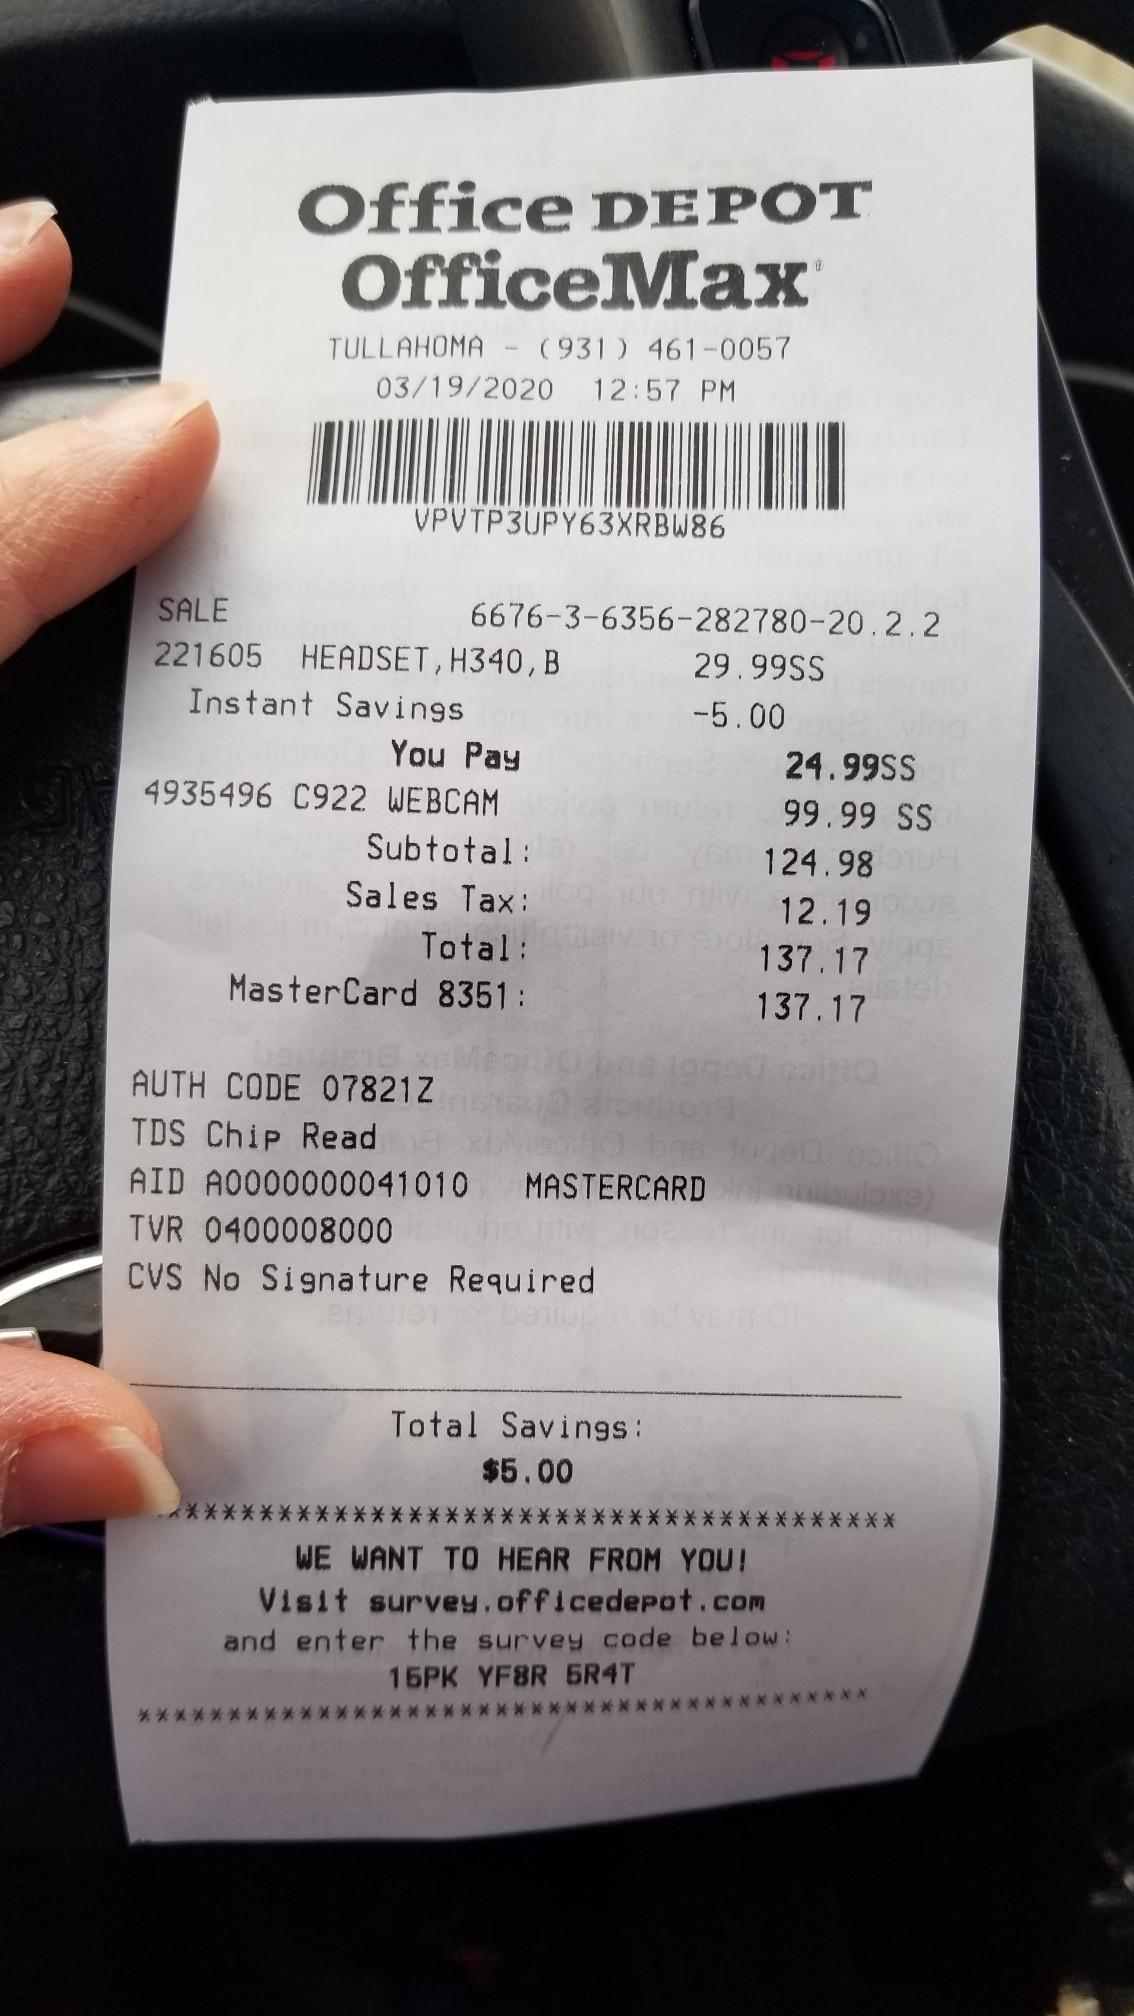 Office DEPOT
OfficeMax®
TULLAHOMA - (931) 461-0057
03/19/2020 12:57 PM
VPVTP3UPY63XRBW86
SALE 6676-3-6356-282780-20.2.2
221605 HEADSET,H340,B 29.99SS
Instant Savings -5.00
You Pay 24.99SS
4935496 C922 WEBCAM 99.99 SS
Subtotal: 124.98
Sales Tax: 12.19
Total: 137.17
MasterCard 8351: 137.17
AUTH CODE 07821Z
TDS Chip Read
AID A0000000041010 MASTERCARD
TVR 0400008000
CVS No Signature Required
Total Savings:
$5.00
****************************************
WE WANT TO HEAR FROM YOU!
Visit survey.officedepot.com
and enter the survey code below:
15PK YF8R 5R4T
****************************************